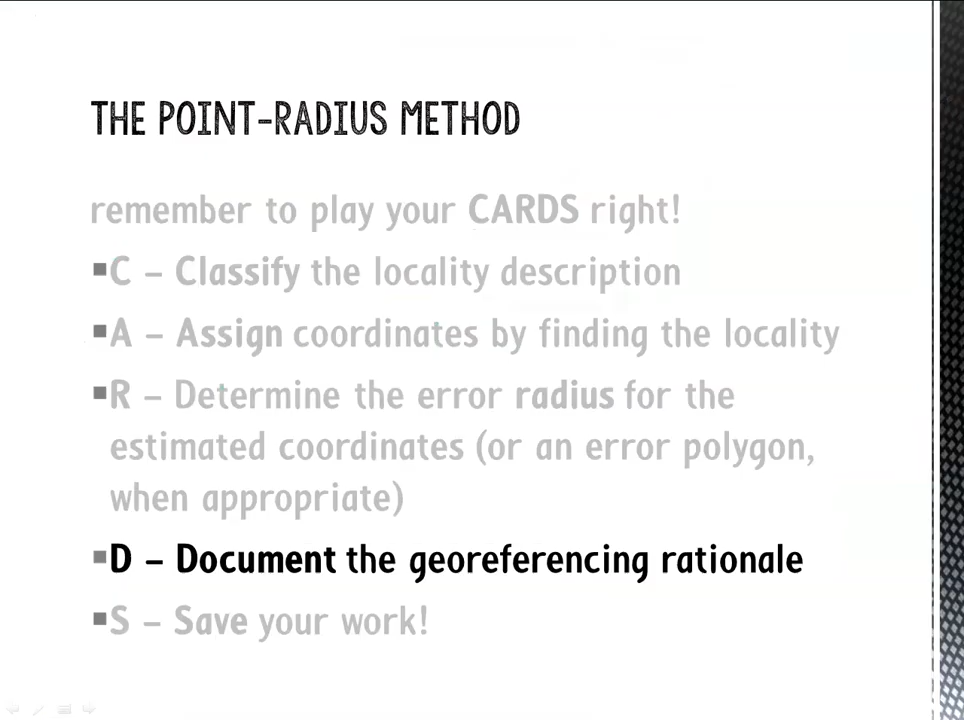 THE POINT-RADIUS METHOD
remember to play your CARDS right!
▪C – Classify the locality description
▪A – Assign coordinates by finding the locality
▪R – Determine the error radius for the
estimated coordinates (or an error polygon,
when appropriate)
▪D – Document the georeferencing rationale
▪S – Save your work!